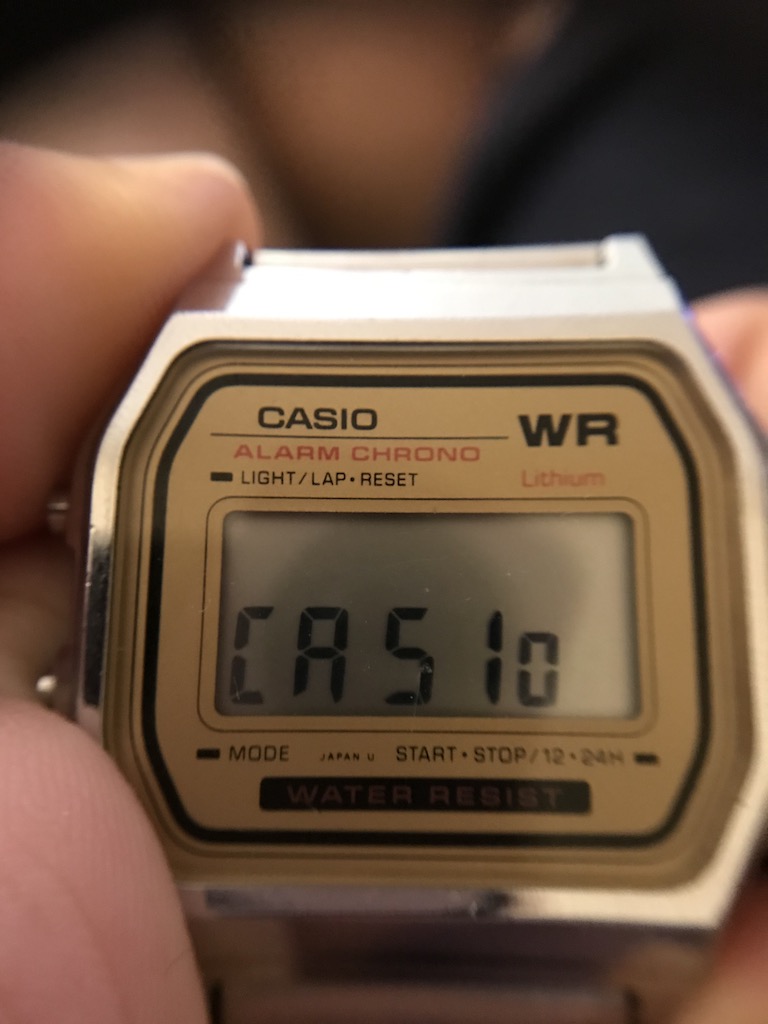 CASIO
WR
ALARM CHRONO
LIGHT/LAP•RESET
Lithium
CASIo
MODE
JAPAN U
START•STOP/12•24H
WATER RESIST